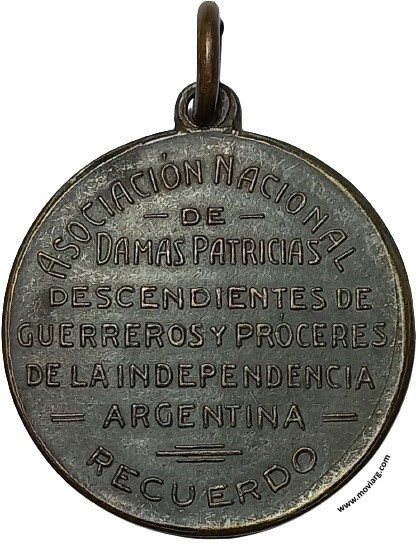 ASOCIACIÓN NACIONAL
— DE —
DAMAS PATRICIAS
DESCENDIENTES DE
GUERREROS Y PRÓCERES
DE LA INDEPENDENCIA
— ARGENTINA —
RECUERDO
www.moviarg.com